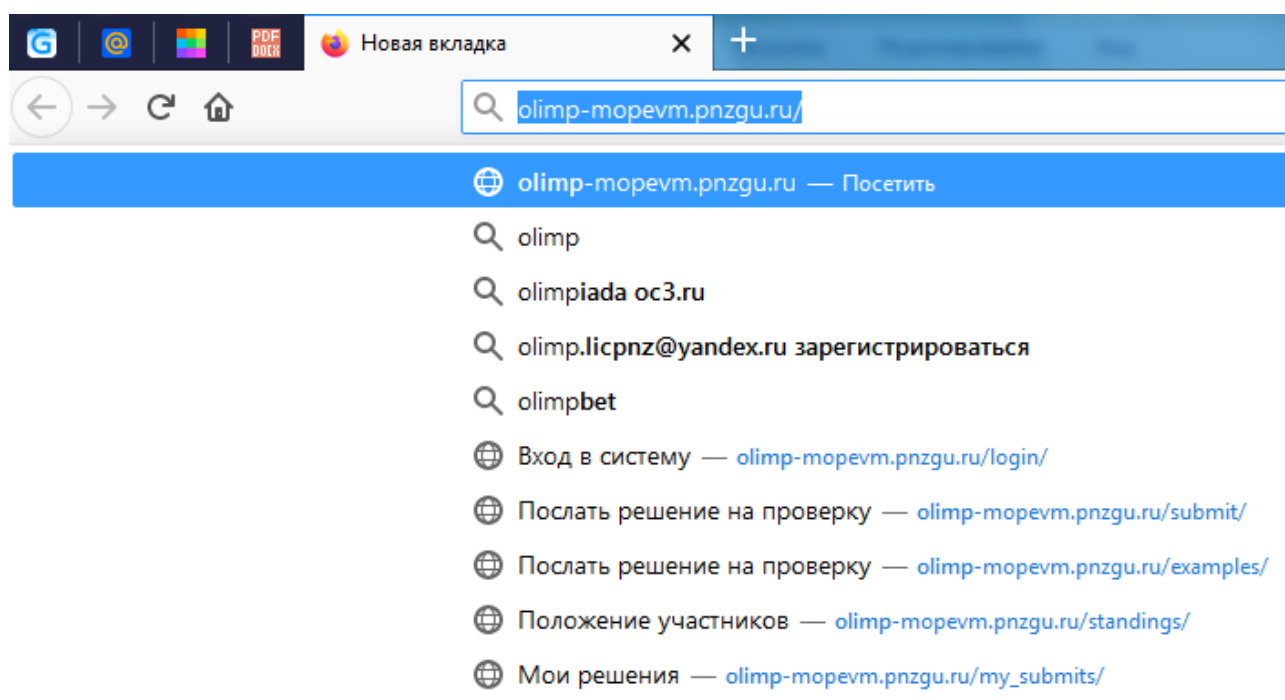 PDF
DOCX
Новая вкладка
olimp-mopevm.pnzgu.ru/
olimp-mopevm.pnzgu.ru — Посетить
olimp
olimpiada oc3.ru
olimp.licpnz@yandex.ru зарегистрироваться
olimpbet
Вход в систему — olimp-mopevm.pnzgu.ru/login/
Послать решение на проверку — olimp-mopevm.pnzgu.ru/submit/
Послать решение на проверку — olimp-mopevm.pnzgu.ru/examples/
Положение участников — olimp-mopevm.pnzgu.ru/standings/
Мои решения — olimp-mopevm.pnzgu.ru/my_submits/